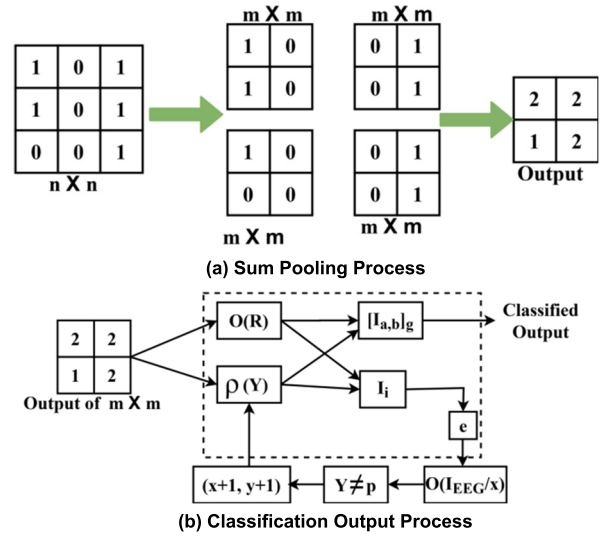 m X m m X m
1 0 1
1 0 1
0 0 1
n X n
1 0
1 0
0 1
0 1
1 0
0 0
0 1
0 1
m X m
m X m
2 2
1 2
Output
(a) Sum Pooling Process
2 2
1 2
Output of m X m
O(R)
ρ (Y)
[I_{a,b}]_g
I_i
e
Classified
Output
(x+1, y+1)
Y≠p
O(I_{EEG}/x)
(b) Classification Output Process